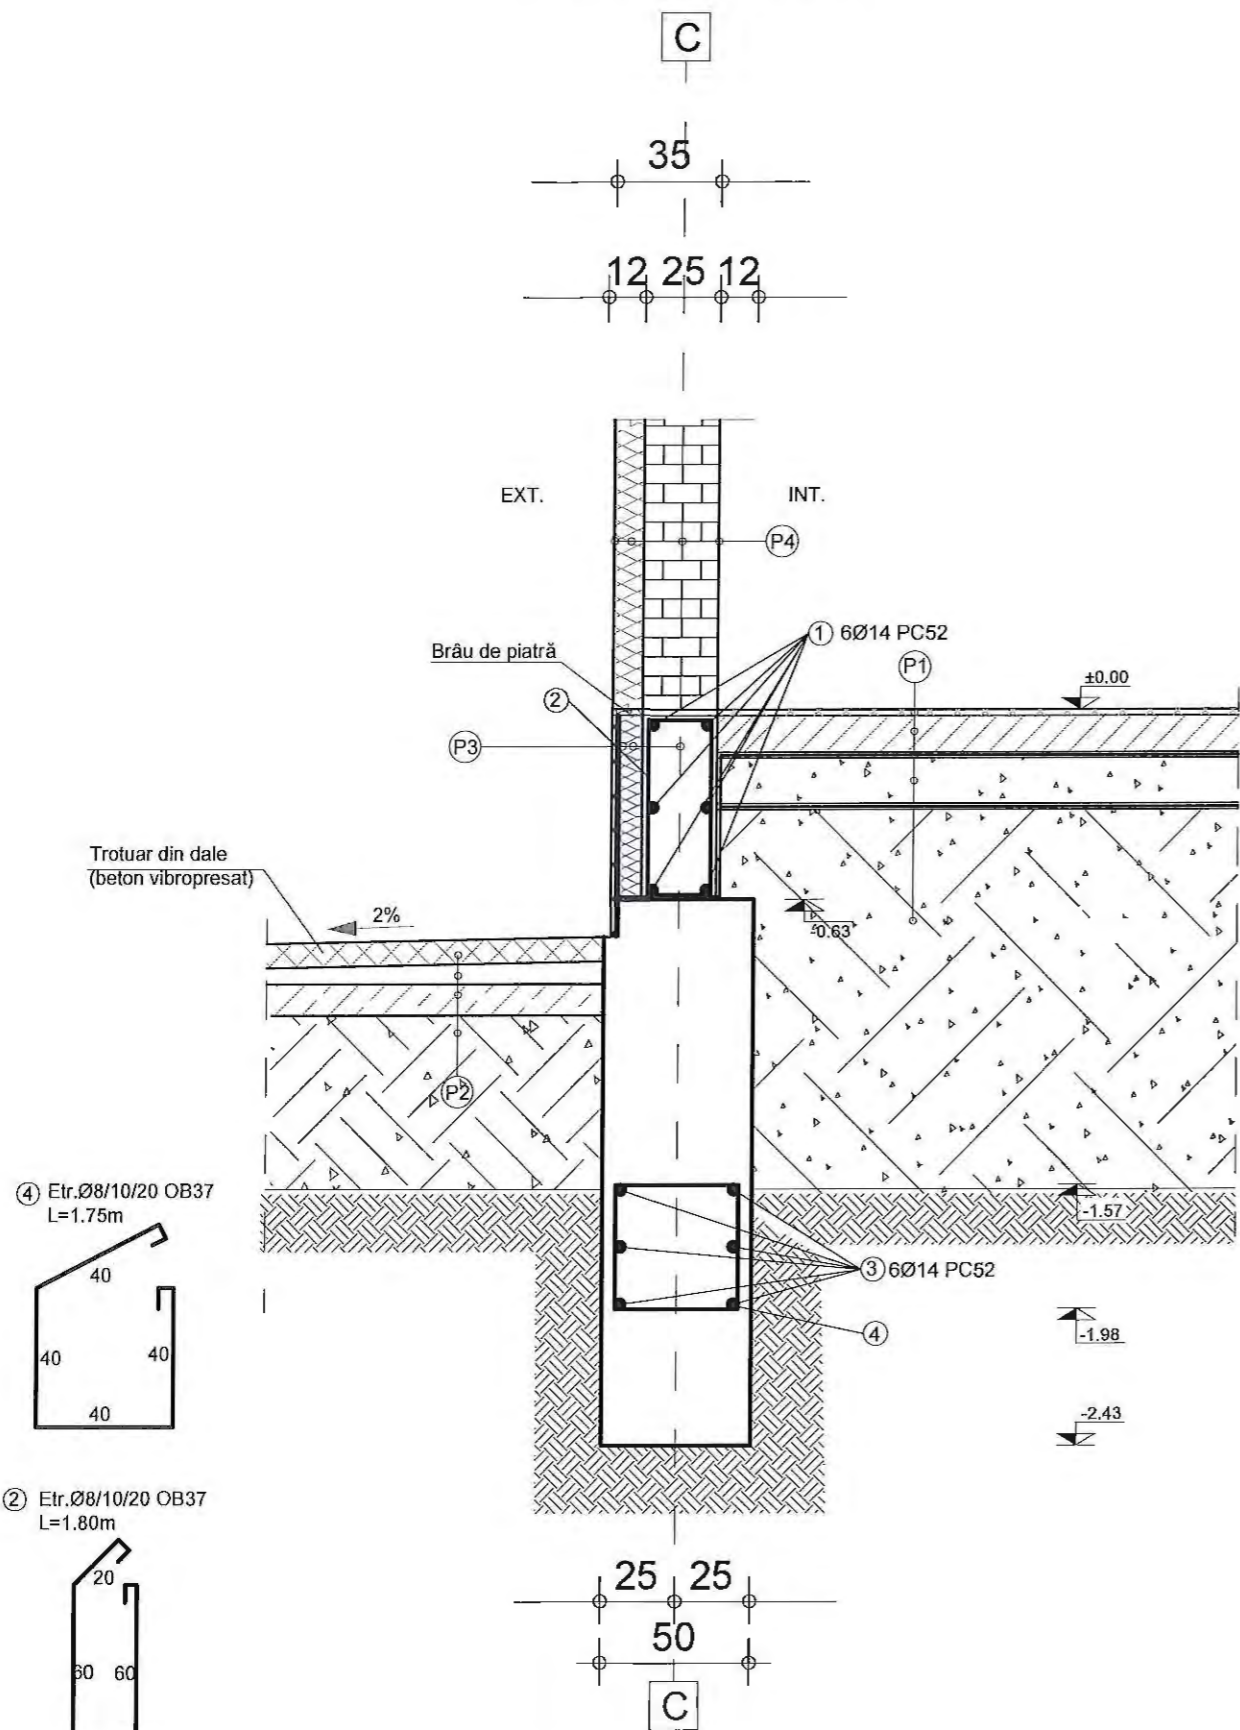 C
35
12 25 12
EXT.
INT.
P4
① 6Ø14 PC52
Brâu de piatră
P1
②
±0.00
P3
Trotuar din dale
(beton vibropresat)
2%
-0.63
P2
④ Etr.Ø8/10/20 OB37
L=1.75m
-1.57
40
③ 6Ø14 PC52
④
-1.98
40
40
40
-2.43
② Etr.Ø8/10/20 OB37
L=1.80m
20
25 25
50
60 60
C